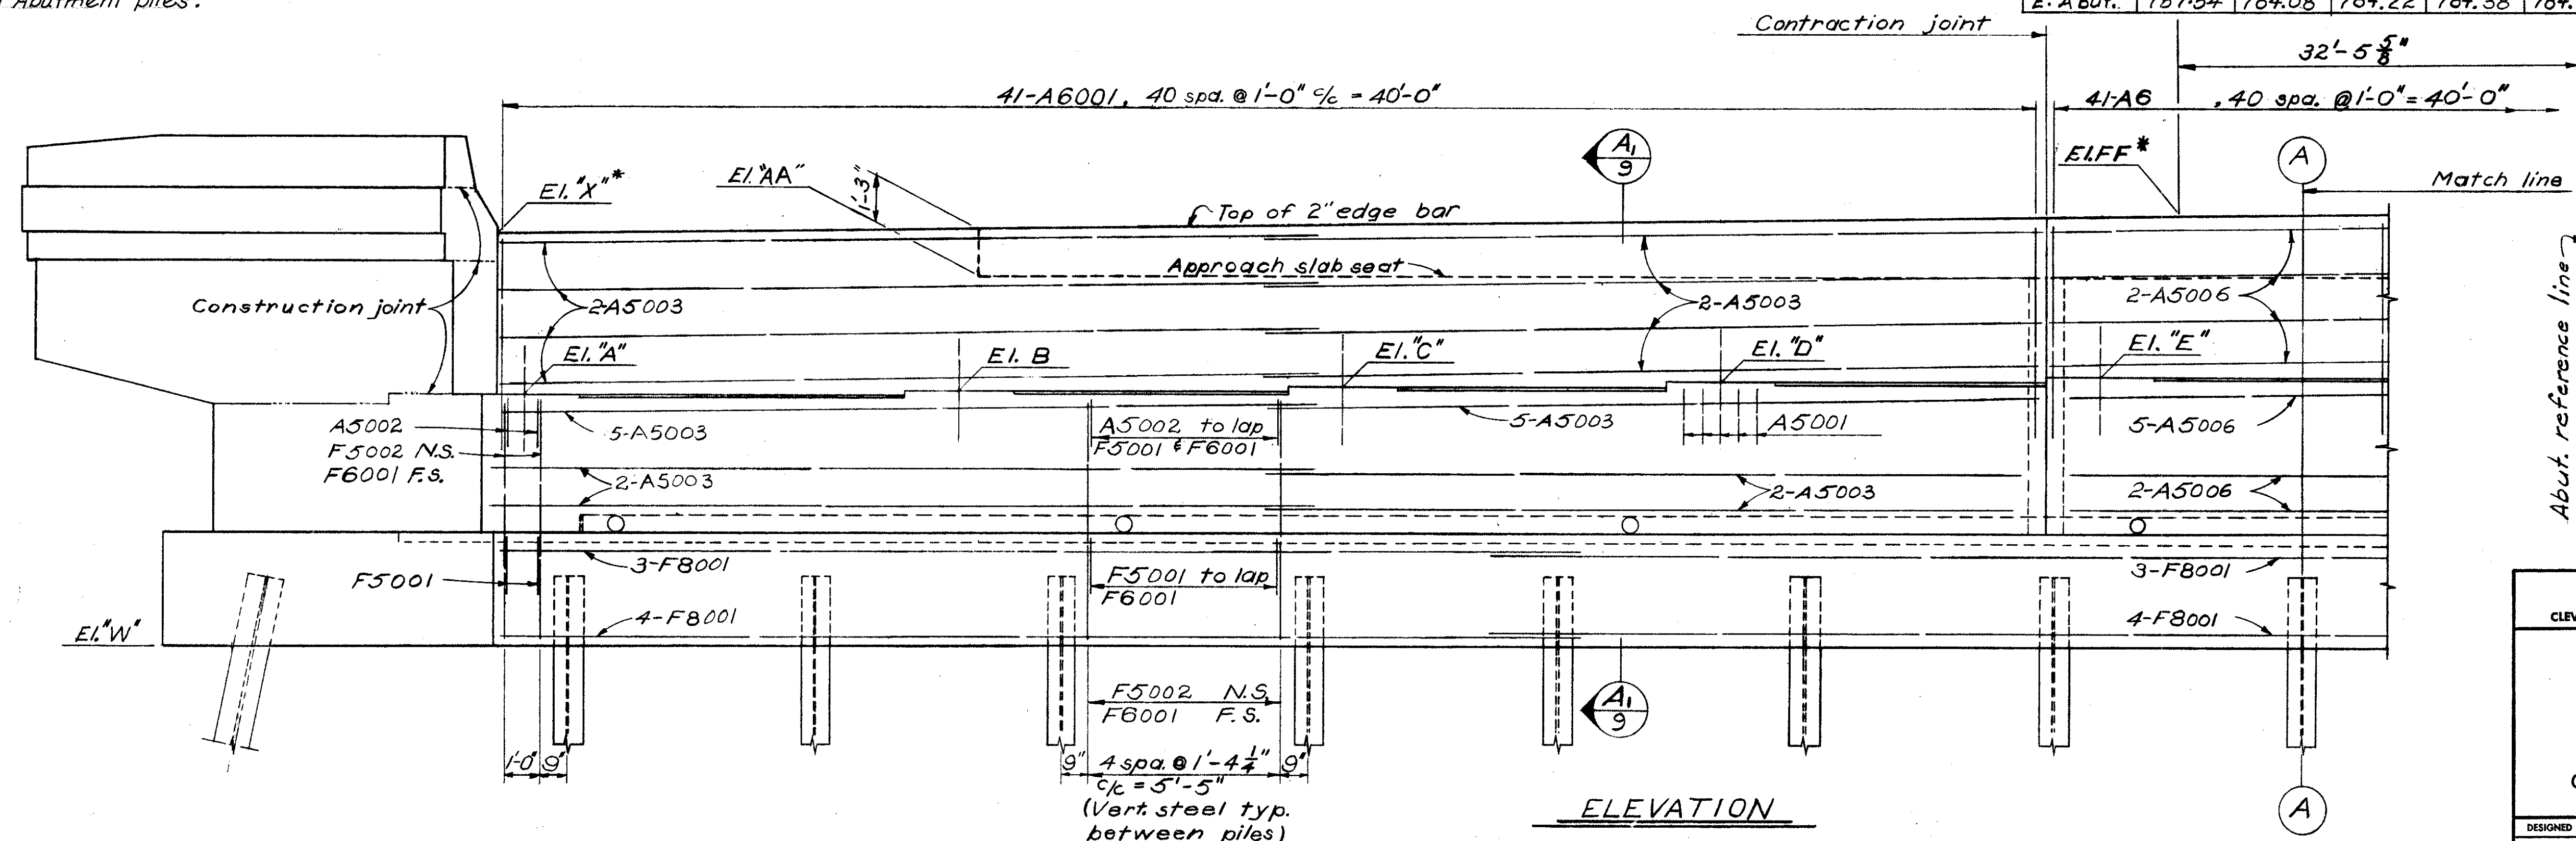 Abutment piles.
E. Abut. 757.54 764.08 764.22 764.38 764.
Contraction joint
32'-5 5/8"
41-A6001, 40 spa. @ 1'-0" c/c = 40'-0"
41-A6 , 40 spa. @ 1'-0" = 40'-0"
A1
9
A
El."X"*
El."AA"
1'-3"
El.FF*
Match line
Top of 2" edge bar
Approach slab seat
Construction joint
2-A5003
2-A5003
2-A5006
Abut. reference line
El."A"
El. B
El."C"
El."D"
El."E"
A5002
F5002 N.S.
F6001 F.S.
5-A5003
A5002 to lap
F5001 & F6001
5-A5003
A5001
5-A5006
2-A5003
2-A5003
2-A5006
3-F8001
3-F8001
F5001
F5001 to lap
F6001
CLEV
4-F8001
4-F8001
El."W"
F5002 N.S.
F6001 F.S.
A1
9
1'-0" 9"
9" 4 spa. @ 1'-4 1/4" 9"
c/c = 5'-5"
(Vert. steel typ.
between piles)
ELEVATION
A
DESIGNED